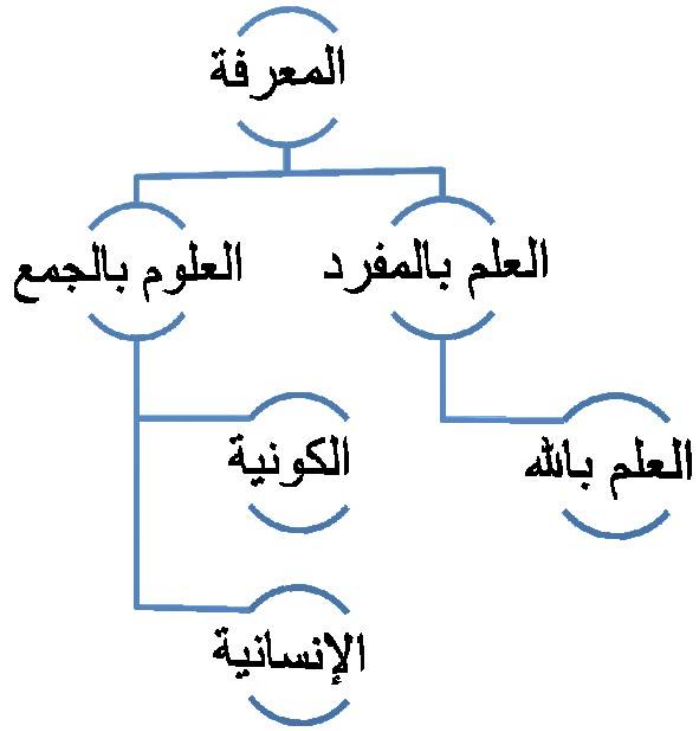 المعرفة
العلم بالمفرد
العلوم بالجمع
العلم بالله
الكونية
الإنسانية